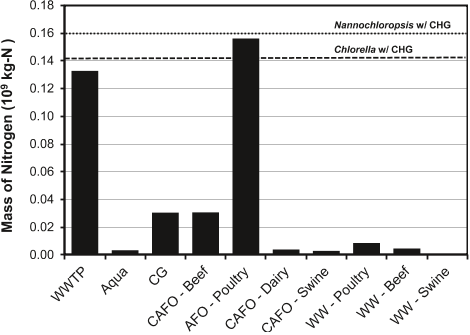 0.18
0.16
0.14
0.12
0.10
0.08
0.06
0.04
0.02
0.00
Mass of Nitrogen (10⁹ kg-N )
Nannochloropsis w/ CHG
Chlorella w/ CHG
WWTP
Aqua
CG
CAFO - Beef
AFO - Poultry
CAFO - Dairy
CAFO - Swine
WW - Poultry
WW - Beef
WW - Swine